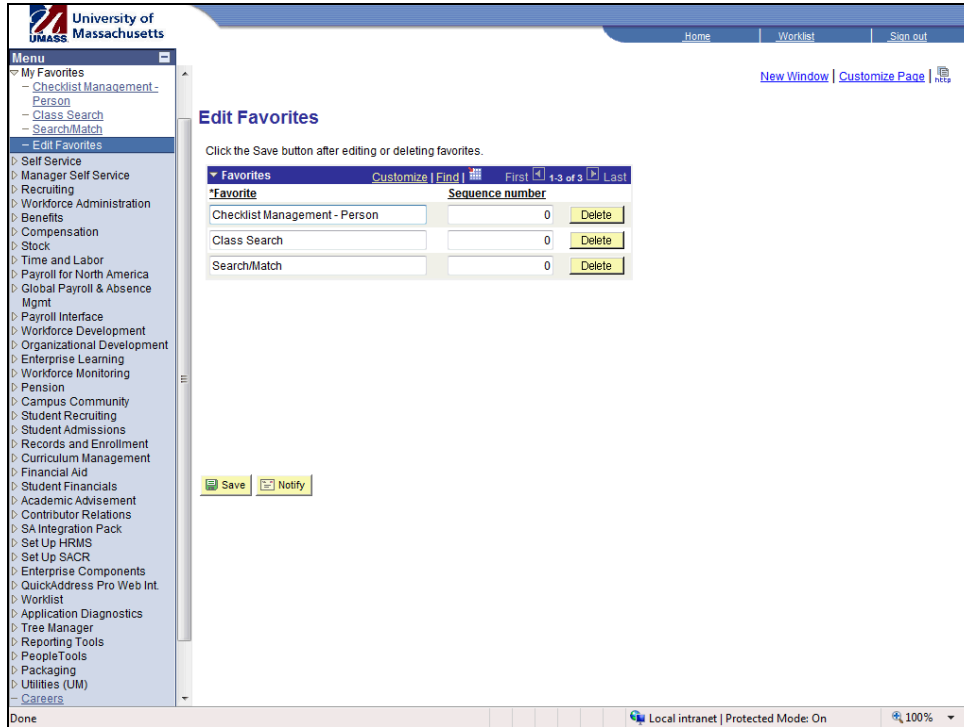 University of
Massachusetts
UMASS
Home Worklist Sign out
Menu
My Favorites
Checklist Management -
Person
Class Search
Search/Match
Edit Favorites
Self Service
Manager Self Service
Recruiting
Workforce Administration
Benefits
Compensation
Stock
Time and Labor
Payroll for North America
Global Payroll & Absence
Mgmt
Payroll Interface
Workforce Development
Organizational Development
Enterprise Learning
Workforce Monitoring
Pension
Campus Community
Student Recruiting
Student Admissions
Records and Enrollment
Curriculum Management
Financial Aid
Student Financials
Academic Advisement
Contributor Relations
SA Integration Pack
Set Up HRMS
Set Up SACR
Enterprise Components
QuickAddress Pro Web Int.
Worklist
Application Diagnostics
Tree Manager
Reporting Tools
PeopleTools
Packaging
Utilities (UM)
Careers
New Window | Customize Page | http
Edit Favorites
Click the Save button after editing or deleting favorites.
Favorites Customize | Find | First 1-3 of 3 Last
*Favorite Sequence number
Checklist Management - Person 0 Delete
Class Search 0 Delete
Search/Match 0 Delete
Save Notify
Done Local intranet | Protected Mode: On 100%